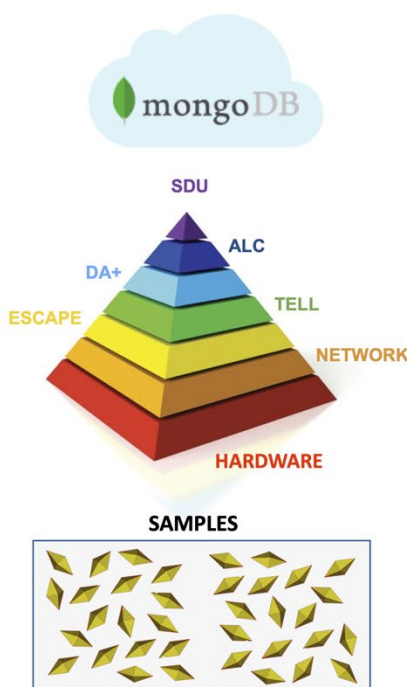 mongoDB
SDU
ALC
DA+
TELL
ESCAPE
NETWORK
HARDWARE
SAMPLES